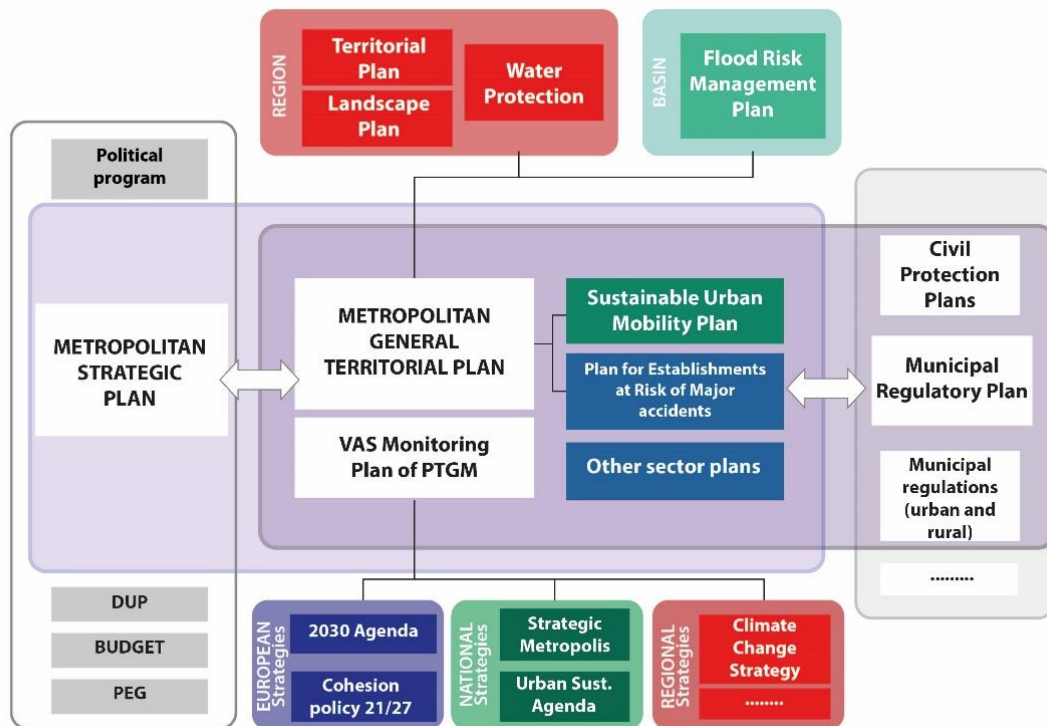 REGION
Territorial
Plan
Landscape
Plan
Water
Protection
BASIN
Flood Risk
Management
Plan
Political
program
METROPOLITAN
STRATEGIC
PLAN
METROPOLITAN
GENERAL
TERRITORIAL PLAN
VAS Monitoring
Plan of PTGM
Sustainable Urban
Mobility Plan
Plan for Establishments
at Risk of Major
accidents
Other sector plans
Civil
Protection
Plans
Municipal
Regulatory Plan
Municipal
regulations
(urban and
rural)
.........
DUP
BUDGET
PEG
EUROPEAN
Strategies
2030 Agenda
Cohesion
policy 21/27
NATIONAL
Strategies
Strategic
Metropolis
Urban Sust.
Agenda
REGIONAL
Strategies
Climate
Change
Strategy
.........